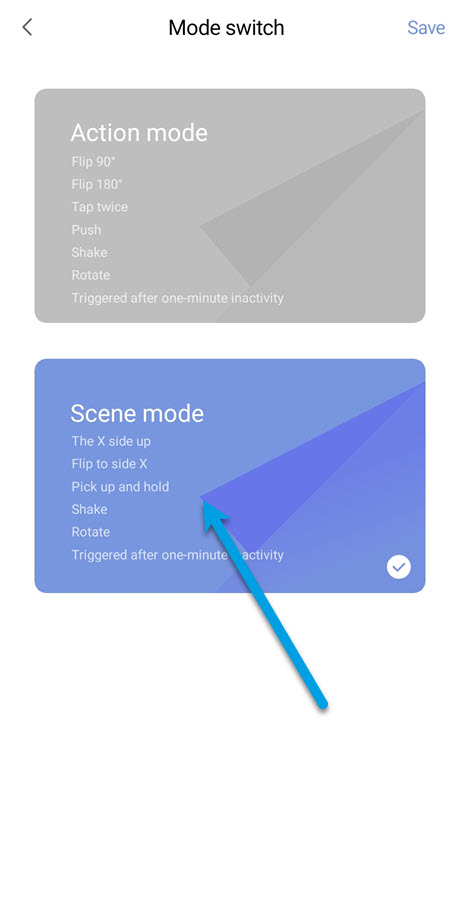 Mode switch
Save
Action mode
Flip 90°
Flip 180°
Tap twice
Push
Shake
Rotate
Triggered after one-minute inactivity
Scene mode
The X side up
Flip to side X
Pick up and hold
Shake
Rotate
Triggered after one-minute inactivity